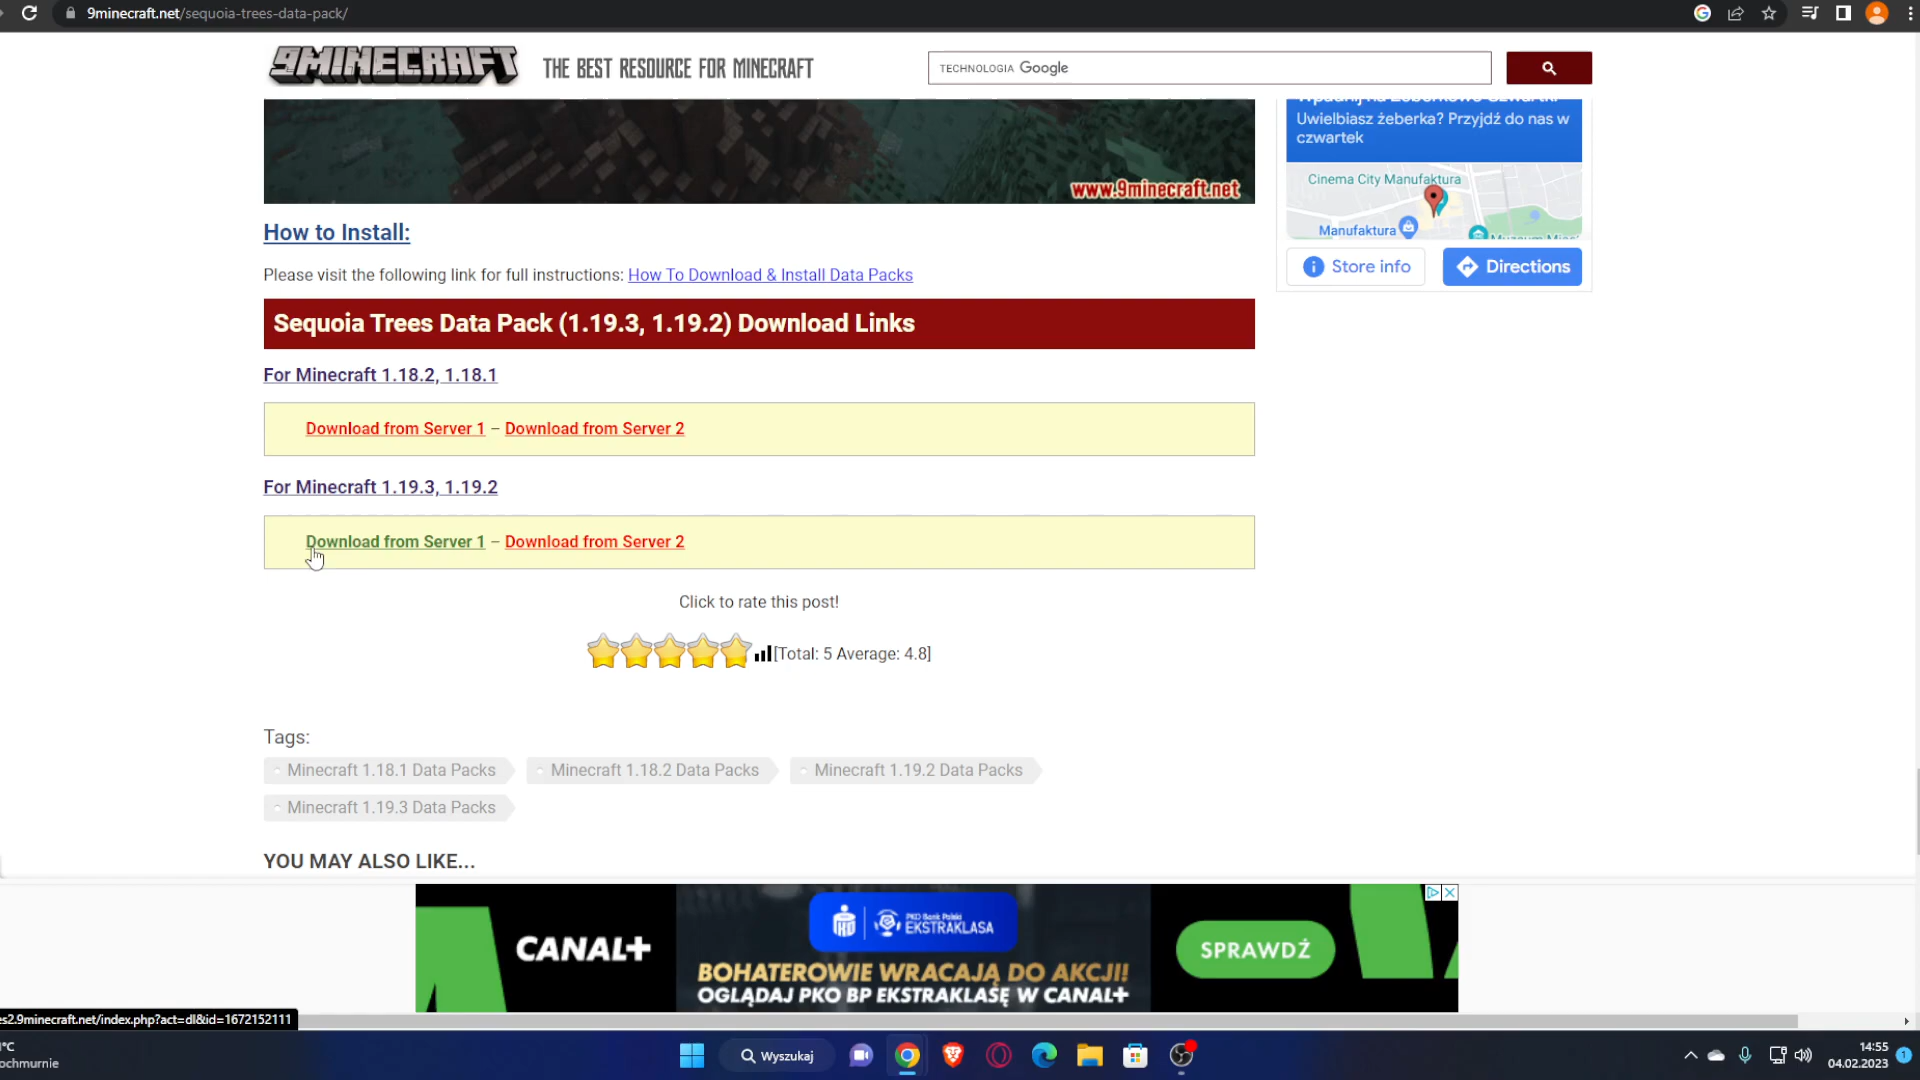 9minecraft.net/sequoia-trees-data-pack/
9MINECRAFT
THE BEST RESOURCE FOR MINECRAFT
TECHNOLOGIA Google
www.9minecraft.net
Uwielbiasz żeberka? Przyjdź do nas w
czwartek
Cinema City Manufaktura
Manufaktura
Store info
Directions
How to Install:
Please visit the following link for full instructions: How To Download & Install Data Packs
Sequoia Trees Data Pack (1.19.3, 1.19.2) Download Links
For Minecraft 1.18.2, 1.18.1
Download from Server 1 – Download from Server 2
For Minecraft 1.19.3, 1.19.2
Download from Server 1 – Download from Server 2
Click to rate this post!
[Total: 5 Average: 4.8]
Tags:
Minecraft 1.18.1 Data Packs
Minecraft 1.18.2 Data Packs
Minecraft 1.19.2 Data Packs
Minecraft 1.19.3 Data Packs
YOU MAY ALSO LIKE...
CANAL+
PKO Bank Polski
EKSTRAKLASA
BOHATEROWIE WRACAJĄ DO AKCJI!
OGLĄDAJ PKO BP EKSTRAKLASĘ W CANAL+
SPRAWDŹ
es2.9minecraft.net/index.php?act=dl&id=1672152111
°C
ochmurnie
Wyszukaj
14:55
04.02.2023
1